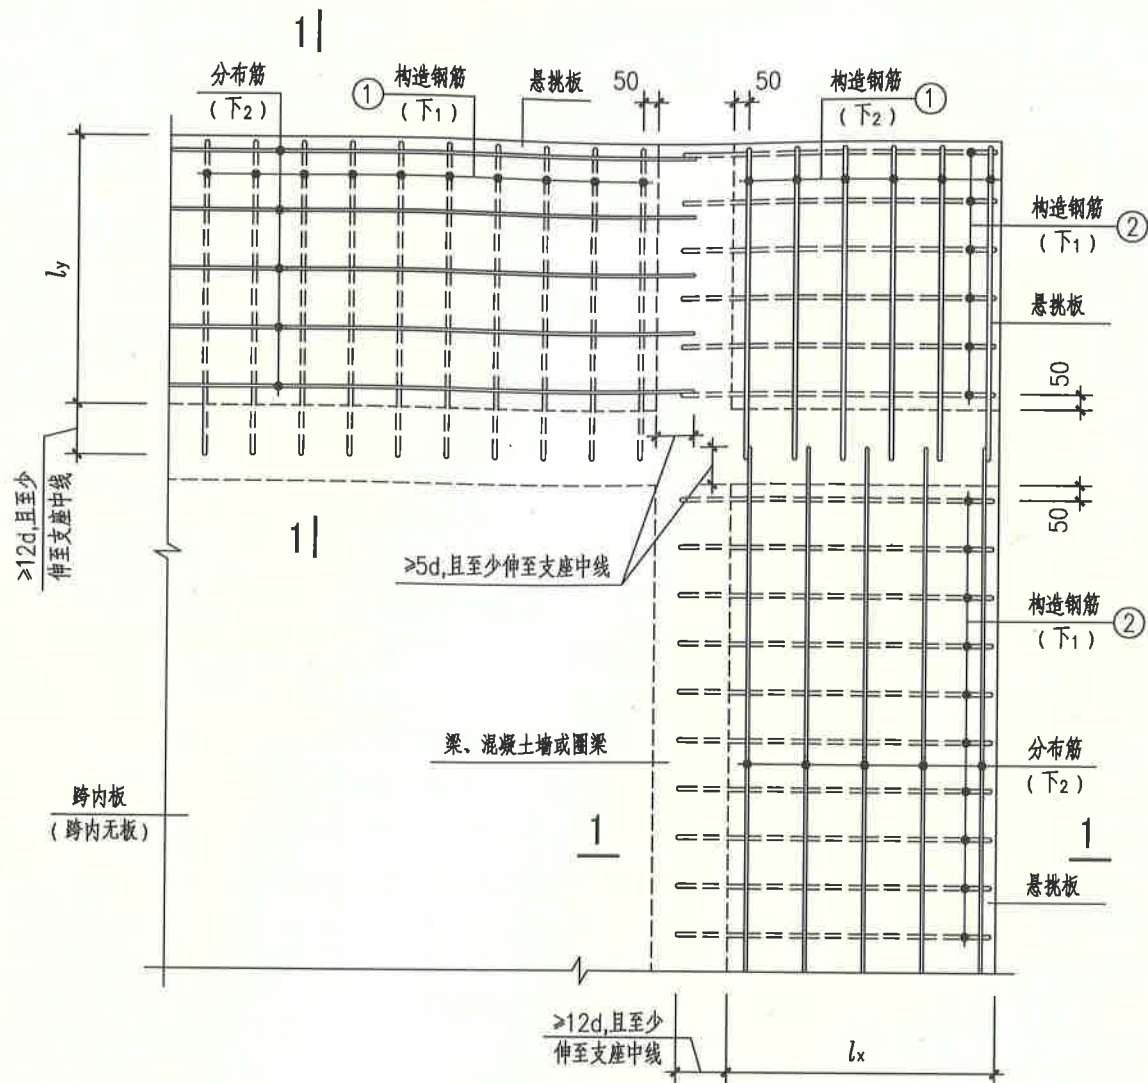 1
分布筋
(下2)
①
构造钢筋
(下1)
悬挑板
50
50
构造钢筋
(下2)
①
构造钢筋
(下1)
②
悬挑板
ly
50
≥12d,且至少
伸至支座中线
1
≥5d,且至少伸至支座中线
50
构造钢筋
(下1)
②
梁、混凝土墙或圈梁
分布筋
(下2)
跨内板
(跨内无板)
1
1
悬挑板
≥12d,且至少
伸至支座中线
lx